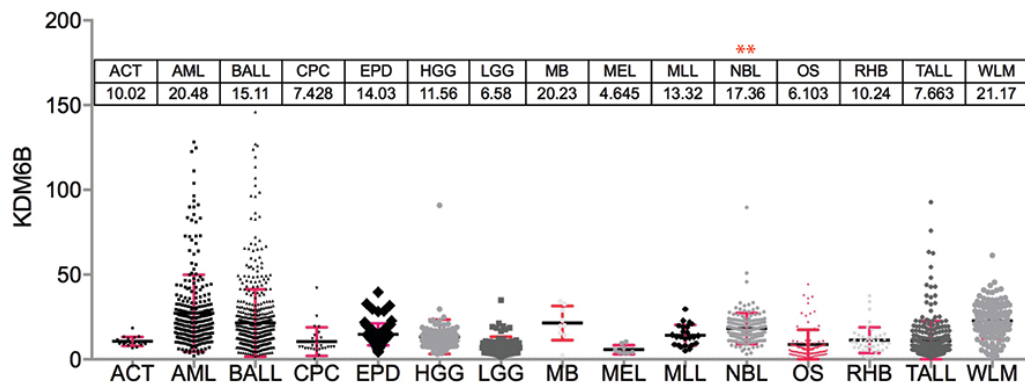 200
**
ACT AML BALL CPC EPD HGG LGG MB MEL MLL NBL OS RHB TALL WLM
10.02 20.48 15.11 7.428 14.03 11.56 6.58 20.23 4.645 13.32 17.36 6.103 10.24 7.663 21.17
150
100
KDM6B
50
0
ACT AML BALL CPC EPD HGG LGG MB MEL MLL NBL OS RHB TALL WLM